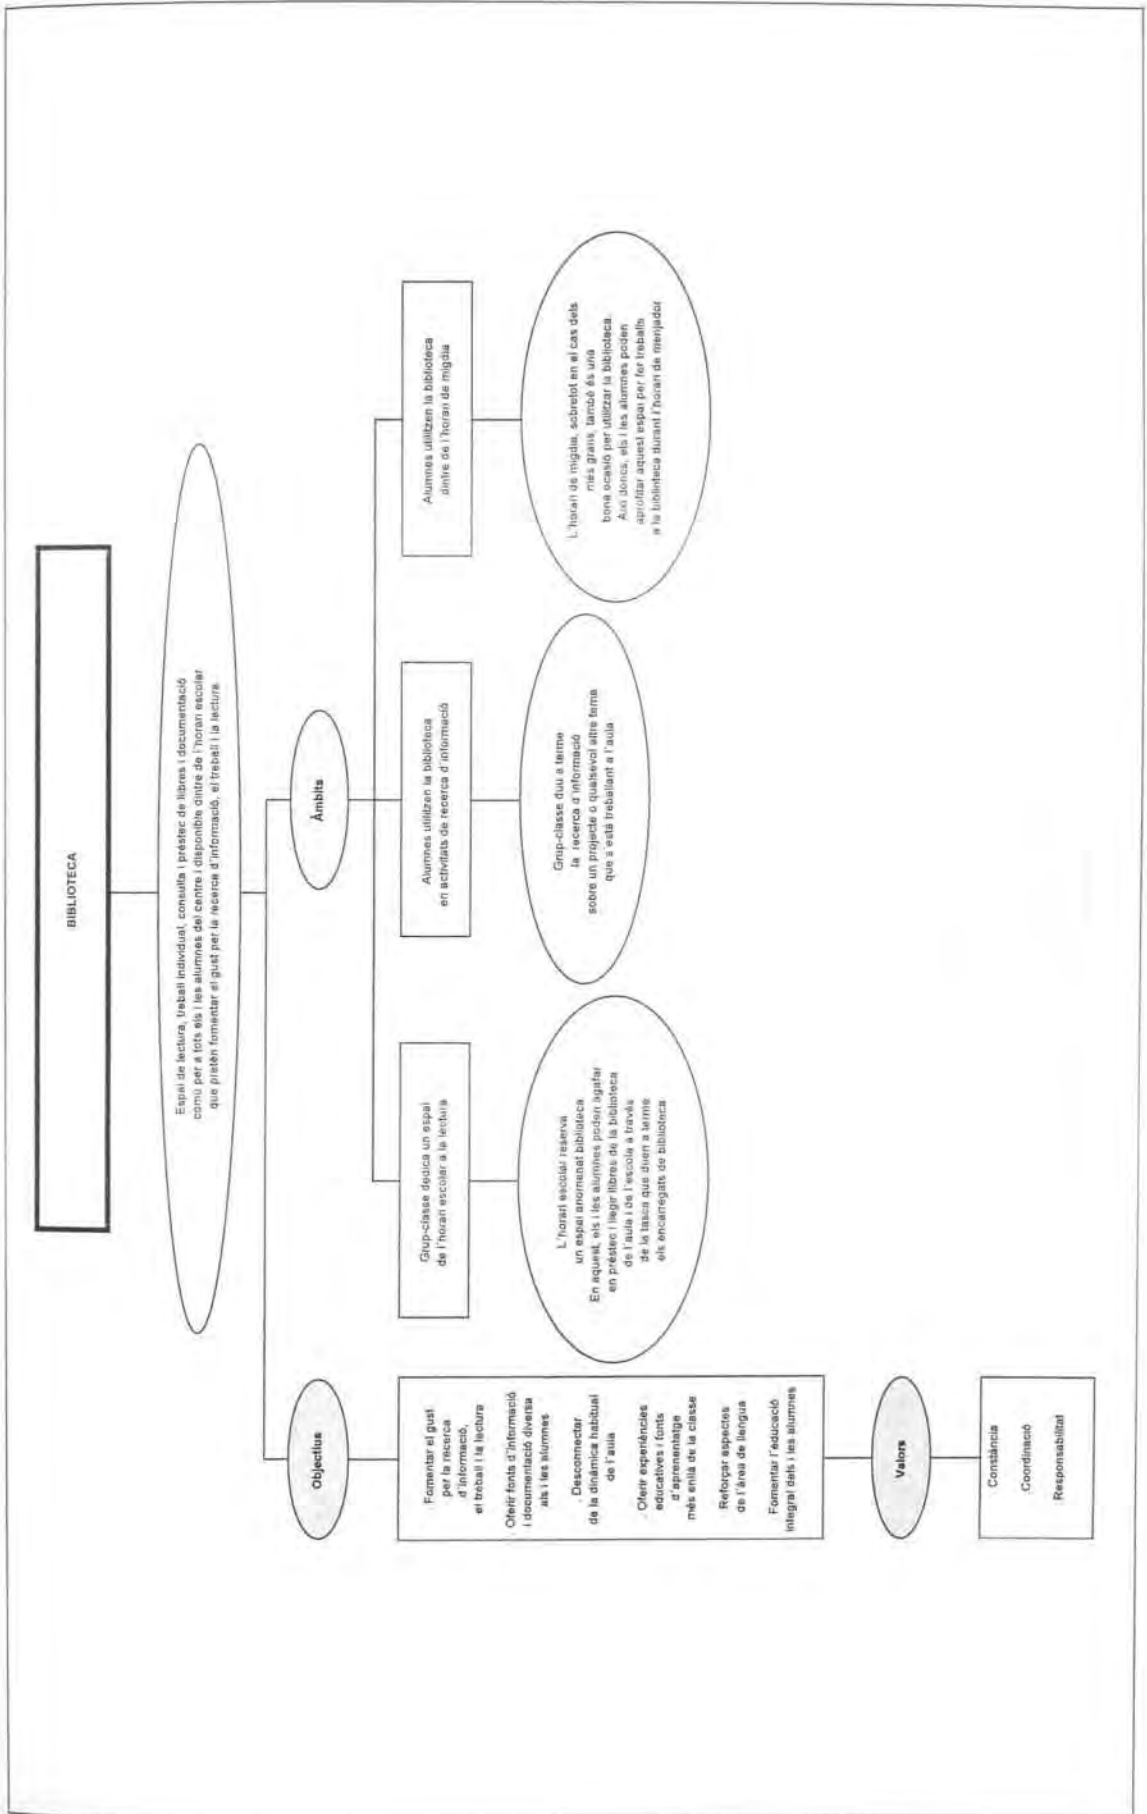 BIBLIOTECA
Espai de lectura, treball individual, consulta i préstec de llibres i documentació
comú per a tots els i les alumnes del centre i disponible dintre de l'horari escolar
que pretén fomentar el gust per la recerca d'informació, el treball i la lectura
Objectius
Fomentar el gust
per la recerca
d'informació,
el treball i la lectura
. Oferir fonts d'informació
i documentació diversa
als i les alumnes
. Desconnectar
de la dinàmica habitual
de l'aula
. Oferir experiències
educatives i fonts
d'aprenentatge
més enllà de la classe
Reforçar aspectes
de l'àrea de llengua
Fomentar l'educació
integral dels i les alumnes
Valors
Constància
Coordinació
Responsabilitat
Àmbits
Grup-classe dedica un espai
de l'horari escolar a la lectura
L'horari escolar reserva
un espai anomenat biblioteca
En aquest, els i les alumnes poden agafar
en préstec i llegir llibres de la biblioteca
de l'aula i de l'escola a través
de la tasca que duen a terme
els encarregats de biblioteca
Alumnes utilitzen la biblioteca
en activitats de recerca d'informació
Grup-classe duu a terme
la recerca d'informació
sobre un projecte o qualsevol altre tema
que s'està treballant a l'aula
Alumnes utilitzen la biblioteca
dintre de l'horari de migdia
L'horari de migdia, sobretot en el cas dels
més grans, també és una
bona ocasió per utilitzar la biblioteca.
Així doncs, els i les alumnes poden
aprofitar aquest espai per fer treballs
a la biblioteca durant l'horari de menjador